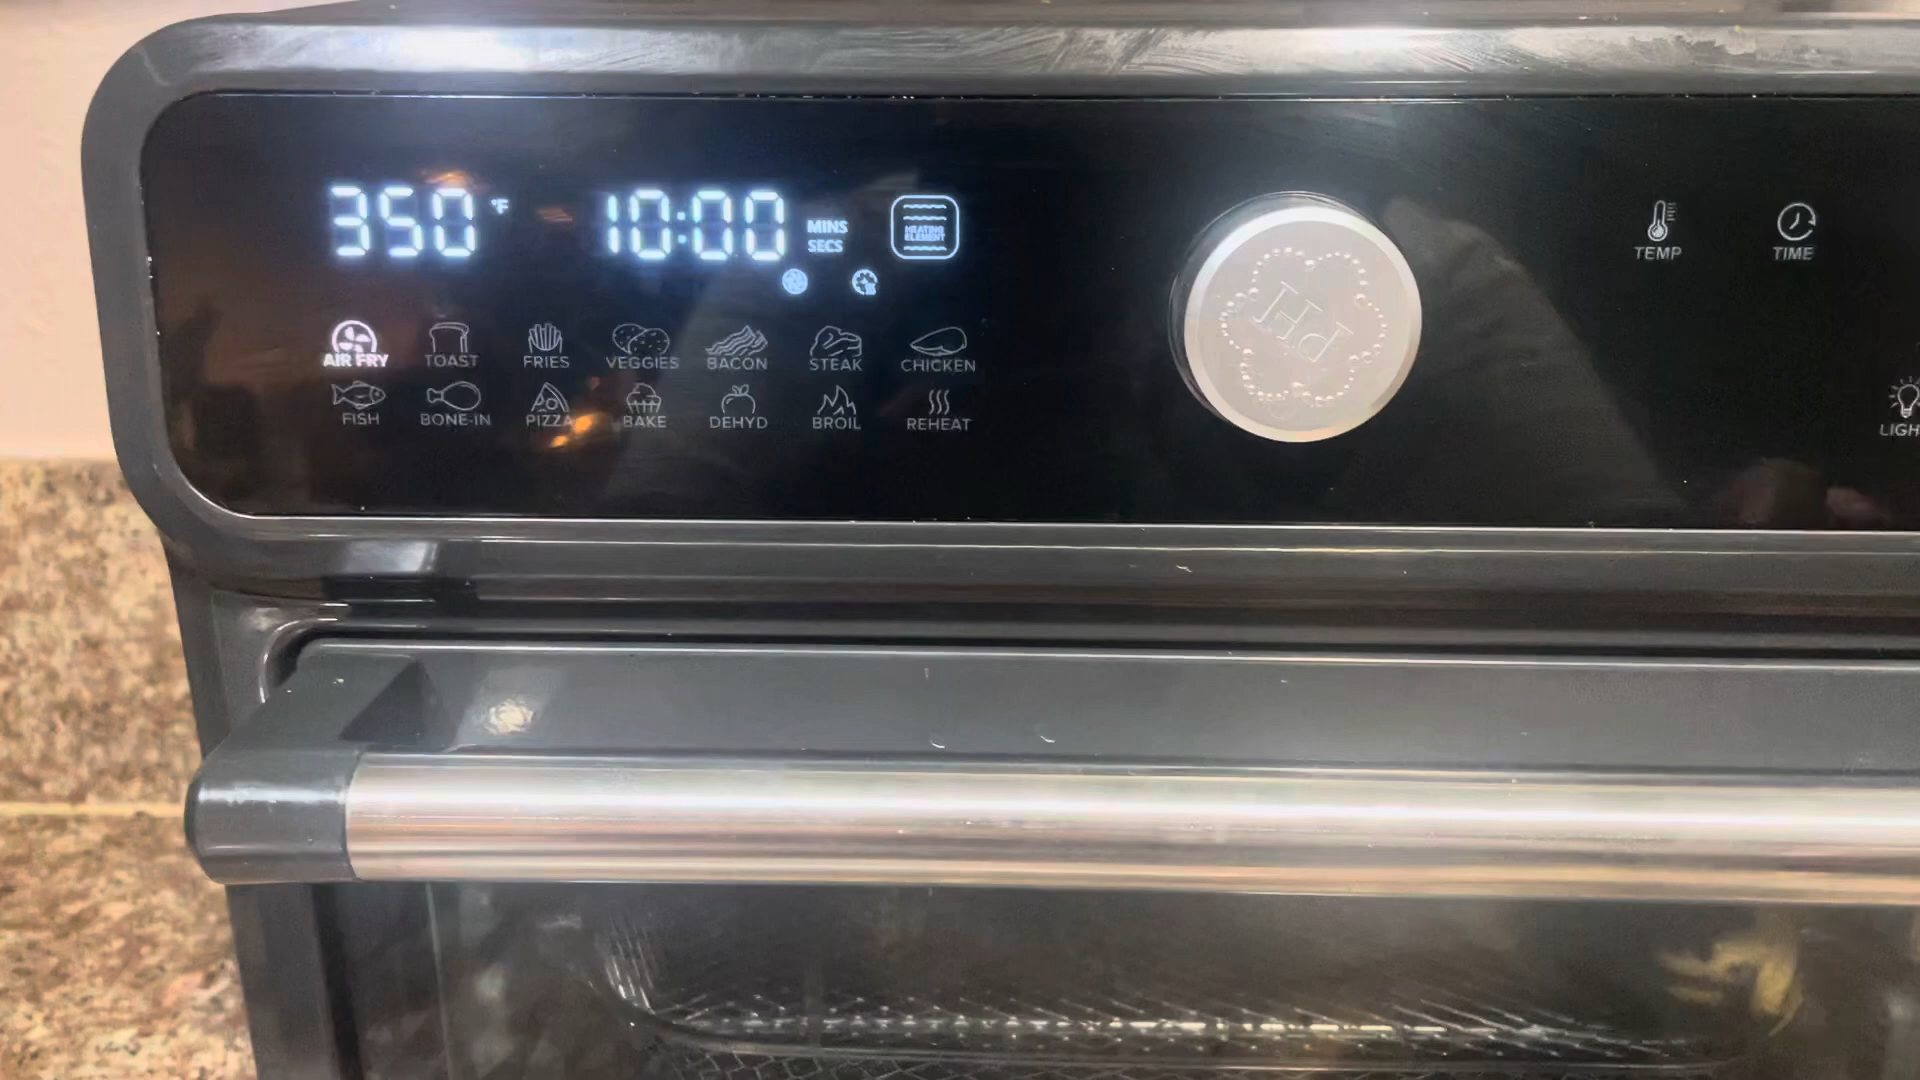 350 °F 10:00 MINS SECS
HEATING ELEMENT
TEMP TIME
AIR FRY TOAST FRIES VEGGIES BACON STEAK CHICKEN
FISH BONE-IN PIZZA BAKE DEHYD BROIL REHEAT
LIGH